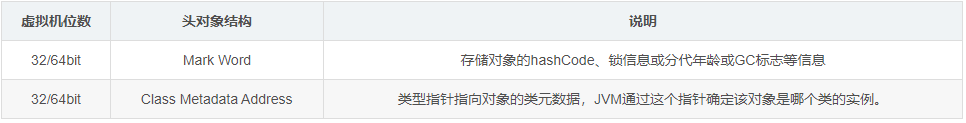 虚拟机位数 头对象结构 说明
32/64bit Mark Word 存储对象的hashCode、锁信息或分代年龄或GC标志等信息
32/64bit Class Metadata Address 类型指针指向对象的类元数据，JVM通过这个指针确定该对象是哪个类的实例。